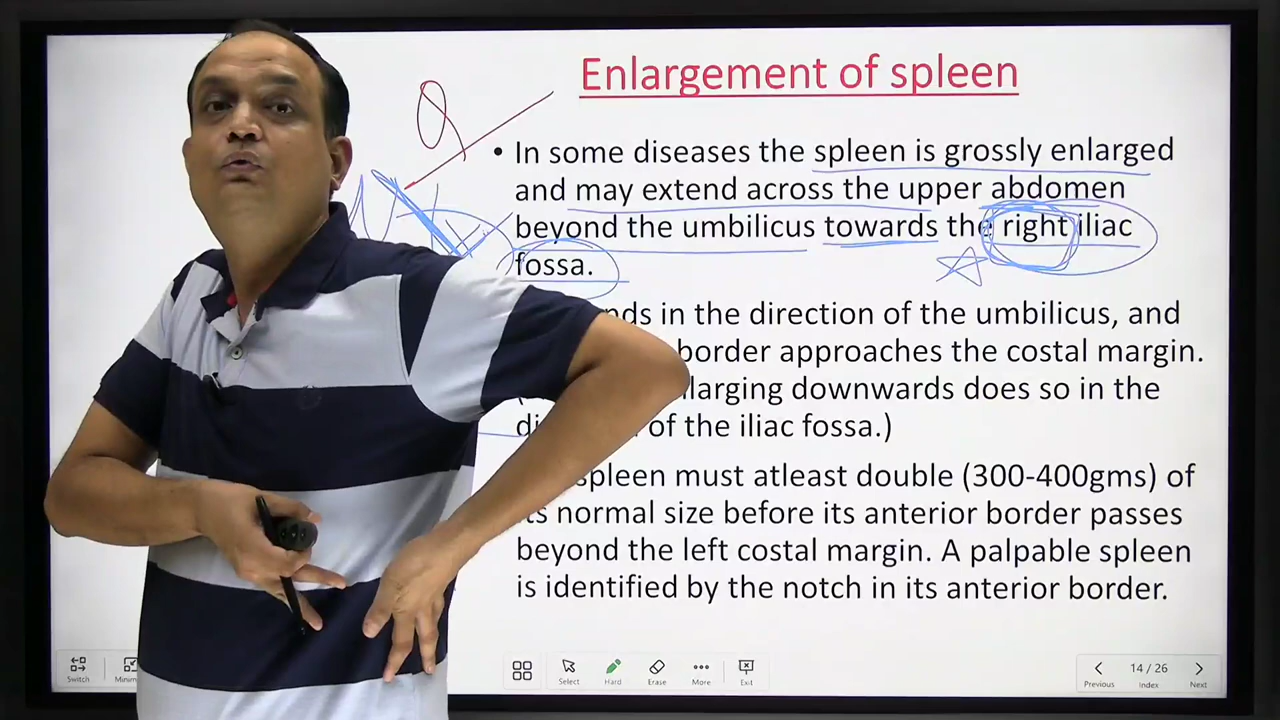 Enlargement of spleen
• In some diseases the spleen is grossly enlarged
and may extend across the upper abdomen
beyond the umbilicus towards the right iliac
fossa.
in the direction of the umbilicus, and
border approaches the costal margin.
downwards does so in the
of the iliac fossa.)
spleen must atleast double (300-400gms) of
its normal size before its anterior border passes
beyond the left costal margin. A palpable spleen
is identified by the notch in its anterior border.
Switch
Select Hard Erase More Exit
Previous 14 / 26 Index Next